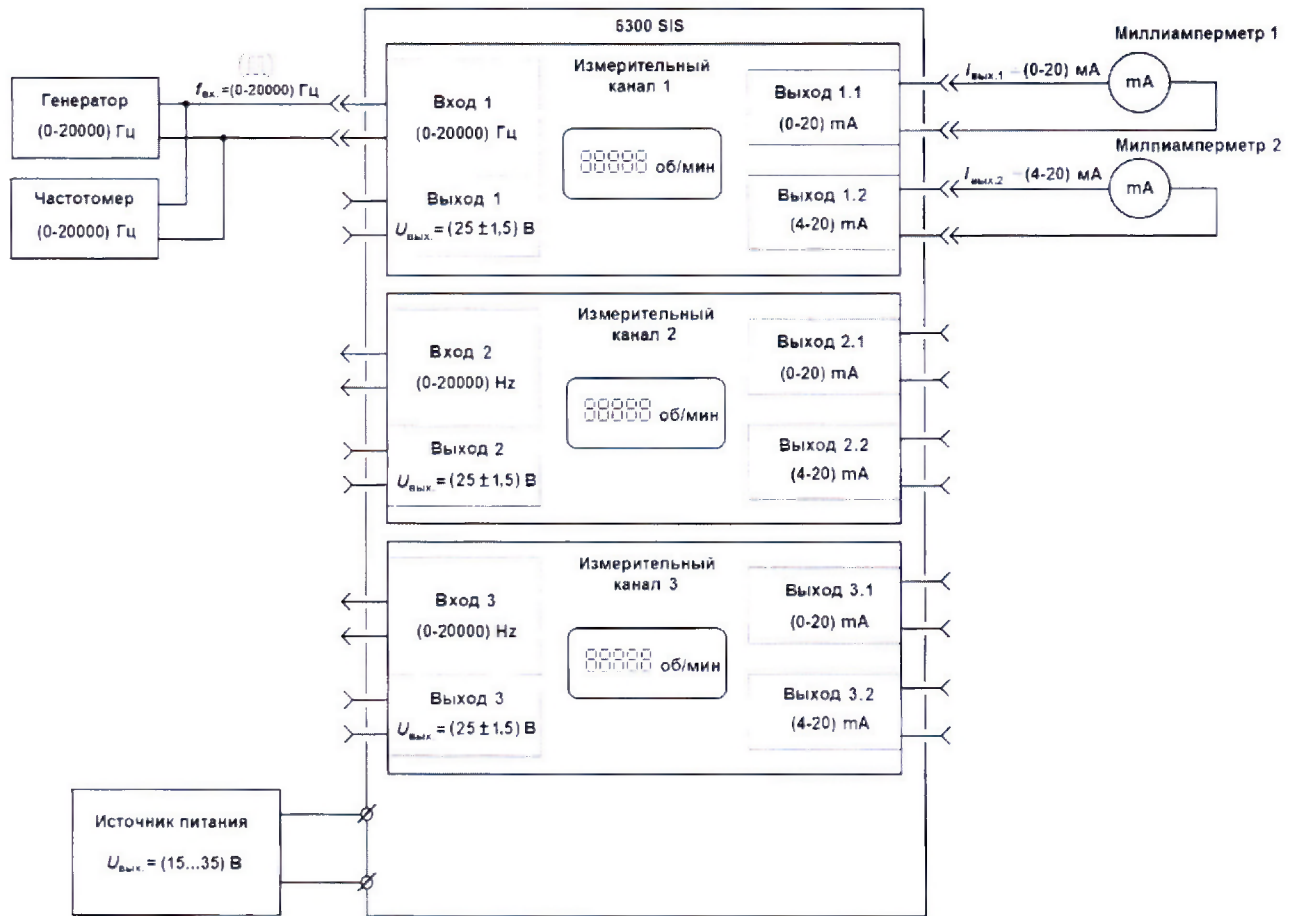 6300 SIS
Миллиамперметр 1
Измерительный
канал 1
Генератор
(0-20000) Гц
fвх.=(0-20000) Гц
Вход 1
(0-20000) Гц
88888 об/мин
Выход 1.1
(0-20) mA
Iвых.1 = (0-20) мА
mA
Миллиамперметр 2
Частотомер
(0-20000) Гц
Выход 1
Uвых. = (25 ± 1,5) В
Выход 1.2
(4-20) mA
Iвых.2 = (4-20) мА
mA
Измерительный
канал 2
Вход 2
(0-20000) Hz
88888 об/мин
Выход 2.1
(0-20) mA
Выход 2
Uвых. = (25 ± 1,5) В
Выход 2.2
(4-20) mA
Измерительный
канал 3
Вход 3
(0-20000) Hz
88888 об/мин
Выход 3.1
(0-20) mA
Выход 3
Uвых. = (25 ± 1,5) В
Выход 3.2
(4-20) mA
Источник питания
Uвых. = (15...35) В